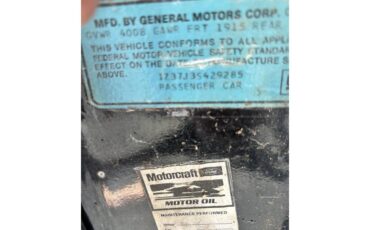 MFD. BY GENERAL MOTORS CORP.
GVWR 4008 GAWR FRT 1915 REAR
THIS VEHICLE CONFORMS TO ALL APPL
FEDERAL MOTOR VEHICLE SAFETY STANDAR
EFFECT ON THE DATE OF MANUFACTURE S
ABOVE.
1Z37J3S429285
PASSENGER CAR
Motorcraft
MOTOR OIL
MAINTENANCE PERFORMED